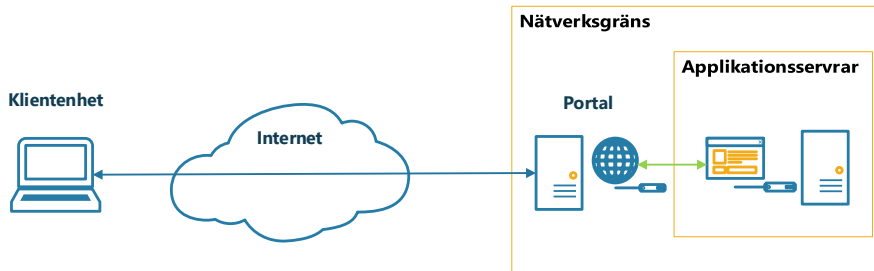 Nätverksgräns
Applikationsservrar
Klientenhet
Portal
Internet